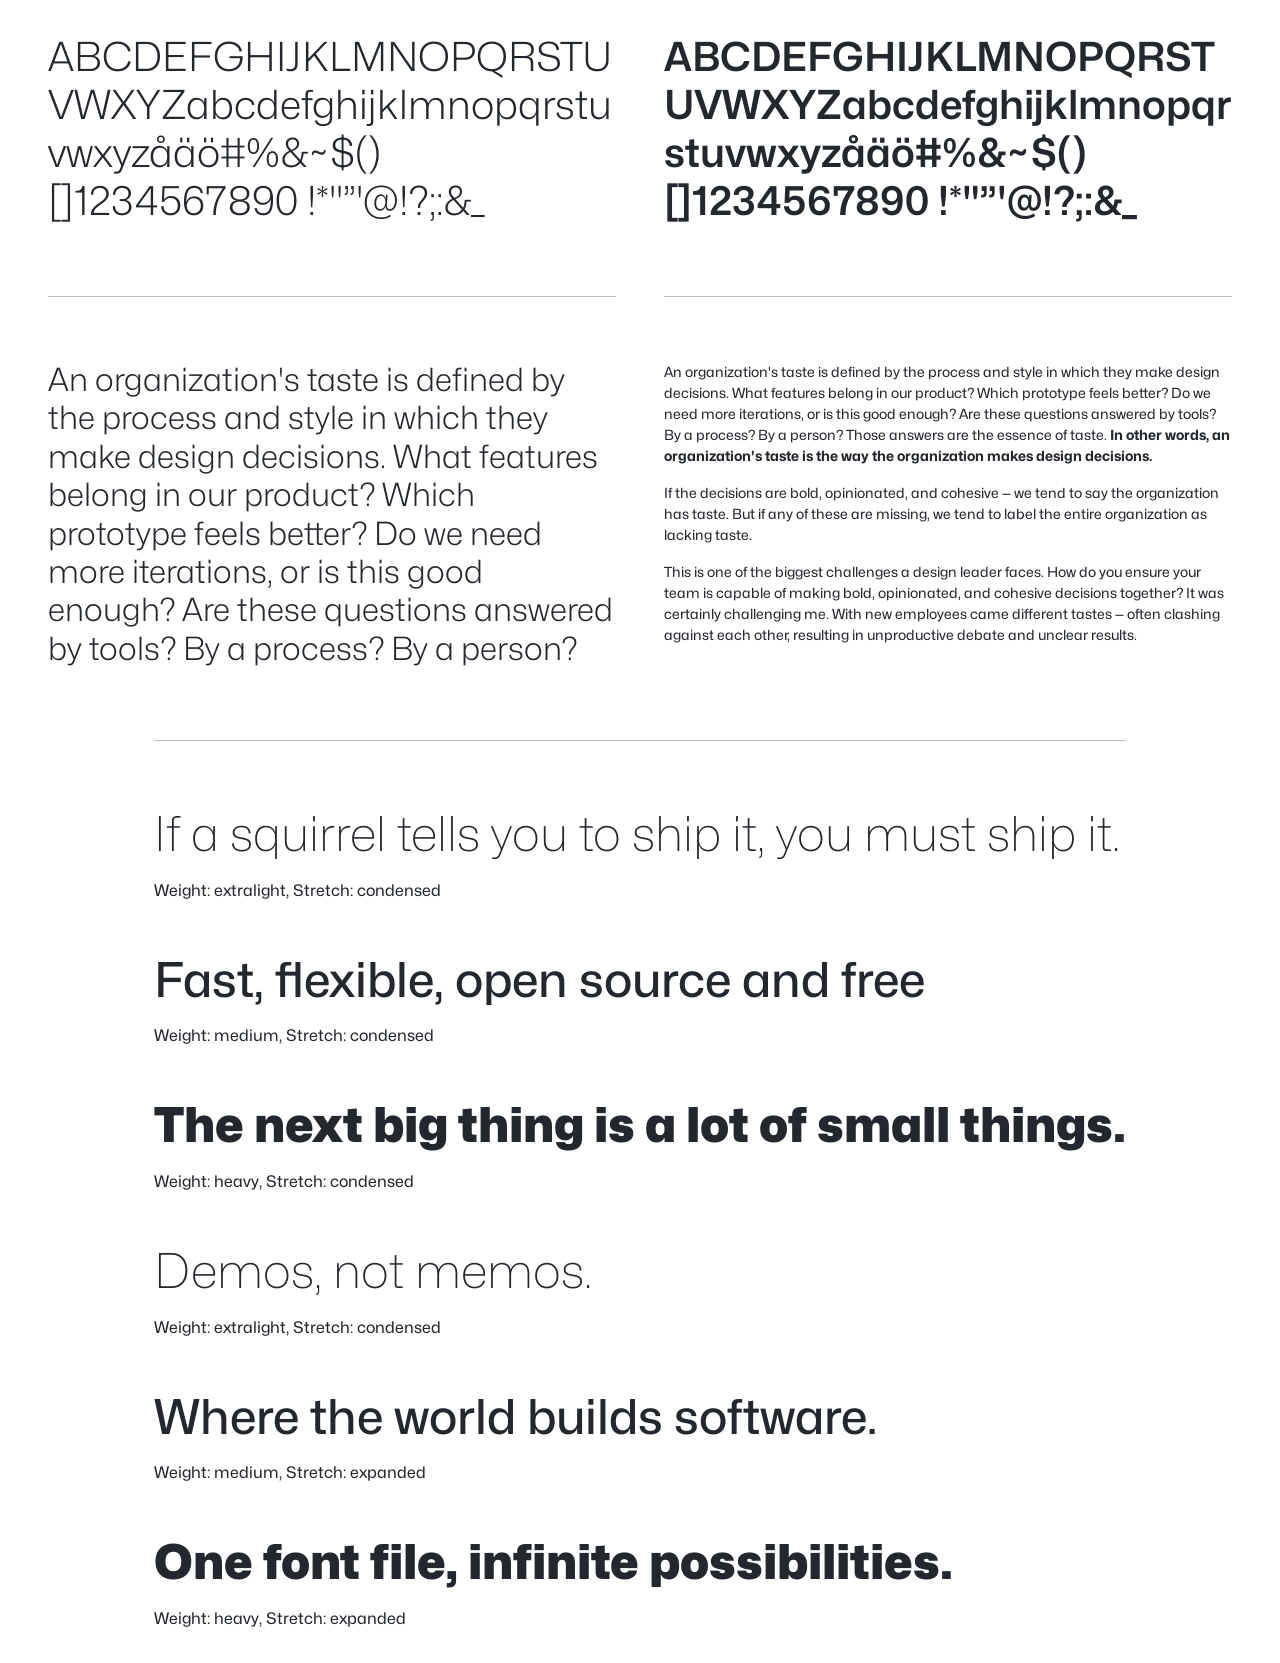 ABCDEFGHIJKLMNOPQRSTU
VWXYZabcdefghijklmnopqrstu
vwxyzåäö#%&~$()
[]1234567890 !*"”'@!?;:&_
ABCDEFGHIJKLMNOPQRST
UVWXYZabcdefghijklmnopqr
stuvwxyzåäö#%&~$()
[]1234567890 !*"”'@!?;:&_
An organization's taste is defined by
the process and style in which they
make design decisions. What features
belong in our product? Which
prototype feels better? Do we need
more iterations, or is this good
enough? Are these questions answered
by tools? By a process? By a person?
An organization's taste is defined by the process and style in which they make design
decisions. What features belong in our product? Which prototype feels better? Do we
need more iterations, or is this good enough? Are these questions answered by tools?
By a process? By a person? Those answers are the essence of taste. In other words, an
organization's taste is the way the organization makes design decisions.
If the decisions are bold, opinionated, and cohesive — we tend to say the organization
has taste. But if any of these are missing, we tend to label the entire organization as
lacking taste.
This is one of the biggest challenges a design leader faces. How do you ensure your
team is capable of making bold, opinionated, and cohesive decisions together? It was
certainly challenging me. With new employees came different tastes — often clashing
against each other, resulting in unproductive debate and unclear results.
If a squirrel tells you to ship it, you must ship it.
Weight: extralight, Stretch: condensed
Fast, flexible, open source and free
Weight: medium, Stretch: condensed
The next big thing is a lot of small things.
Weight: heavy, Stretch: condensed
Demos, not memos.
Weight: extralight, Stretch: condensed
Where the world builds software.
Weight: medium, Stretch: expanded
One font file, infinite possibilities.
Weight: heavy, Stretch: expanded